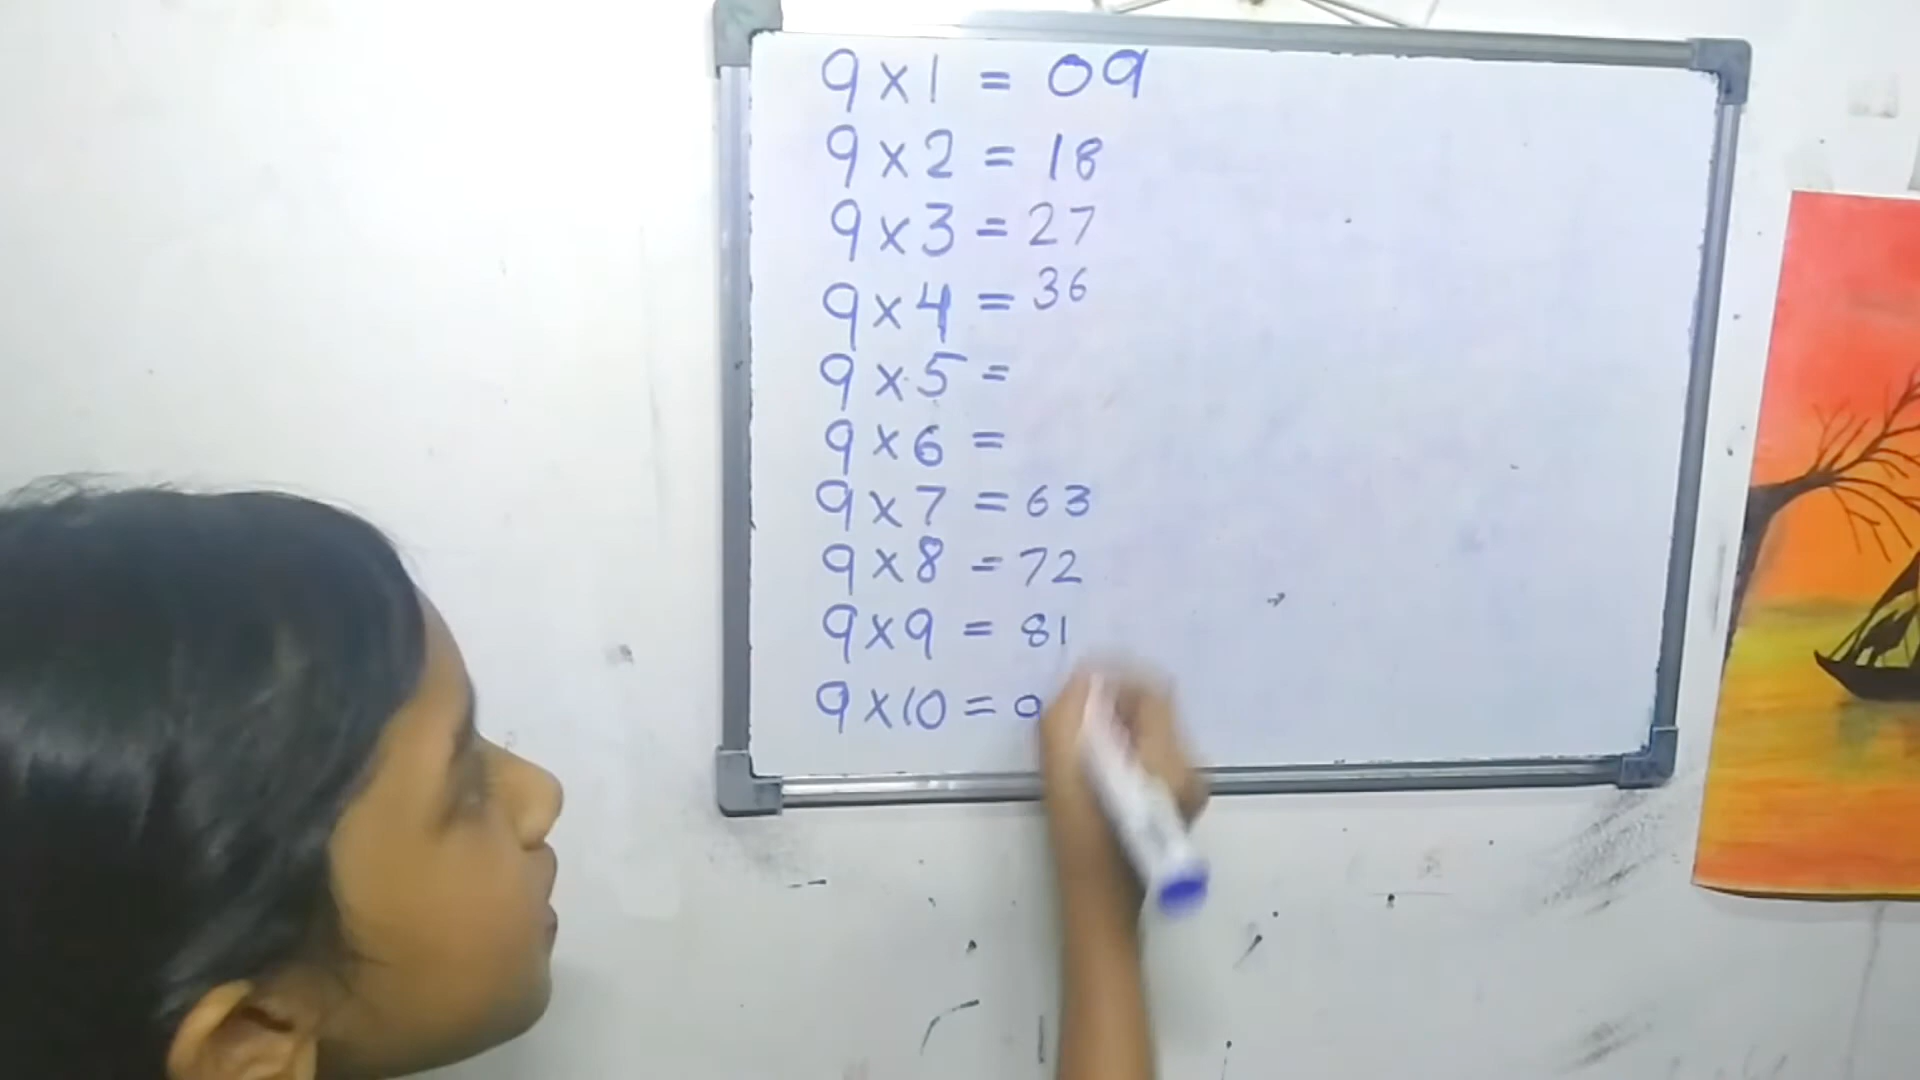 9 x 1 = 09
9 x 2 = 18
9 x 3 = 27
9 x 4 = 36
9 x 5 =
9 x 6 =
9 x 7 = 63
9 x 8 = 72
9 x 9 = 81
9 x 10 = 9